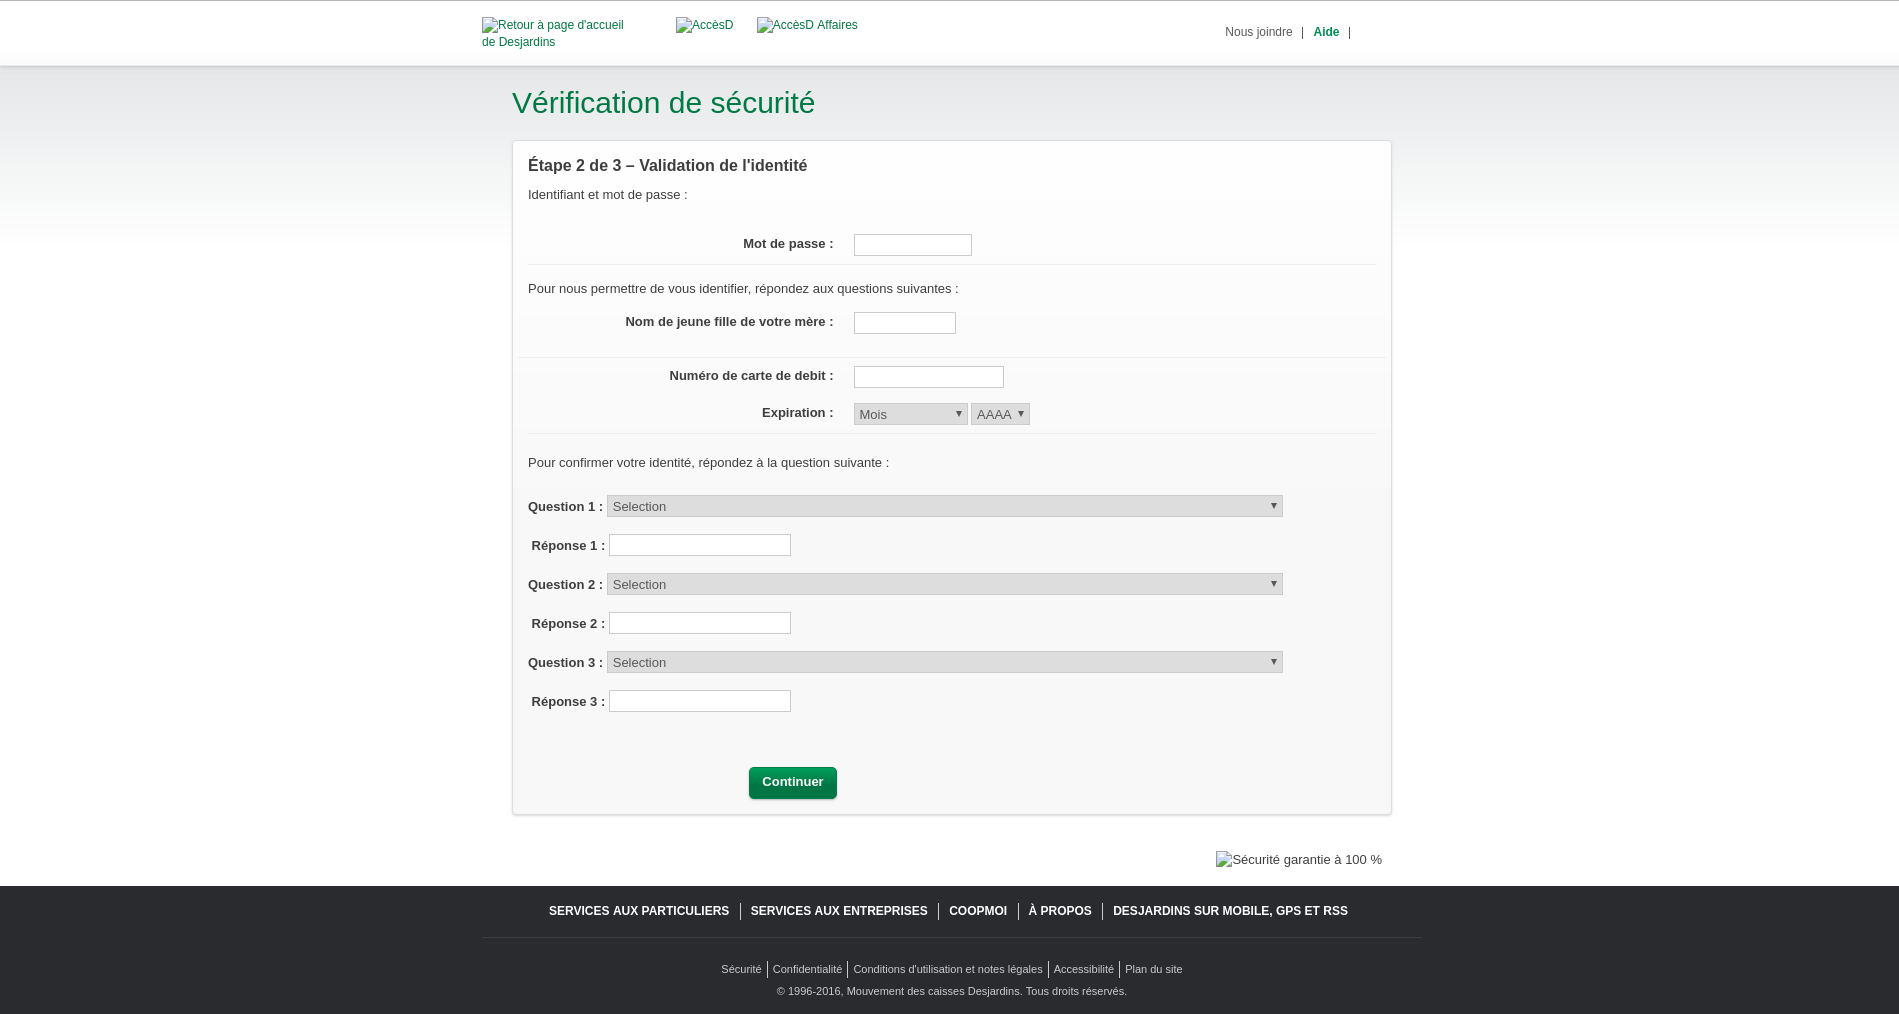 Retour à page d'accueil de Desjardins
AccèsD
AccèsD Affaires
Nous joindre | Aide |
Vérification de sécurité
Étape 2 de 3 – Validation de l'identité
Identifiant et mot de passe :
Mot de passe :
Pour nous permettre de vous identifier, répondez aux questions suivantes :
Nom de jeune fille de votre mère :
Numéro de carte de debit :
Expiration : Mois AAAA
Pour confirmer votre identité, répondez à la question suivante :
Question 1 : Selection
Réponse 1 :
Question 2 : Selection
Réponse 2 :
Question 3 : Selection
Réponse 3 :
Continuer
Sécurité garantie à 100 %
SERVICES AUX PARTICULIERS | SERVICES AUX ENTREPRISES | COOPMOI | À PROPOS | DESJARDINS SUR MOBILE, GPS ET RSS
Sécurité | Confidentialité | Conditions d'utilisation et notes légales | Accessibilité | Plan du site
© 1996-2016, Mouvement des caisses Desjardins. Tous droits réservés.